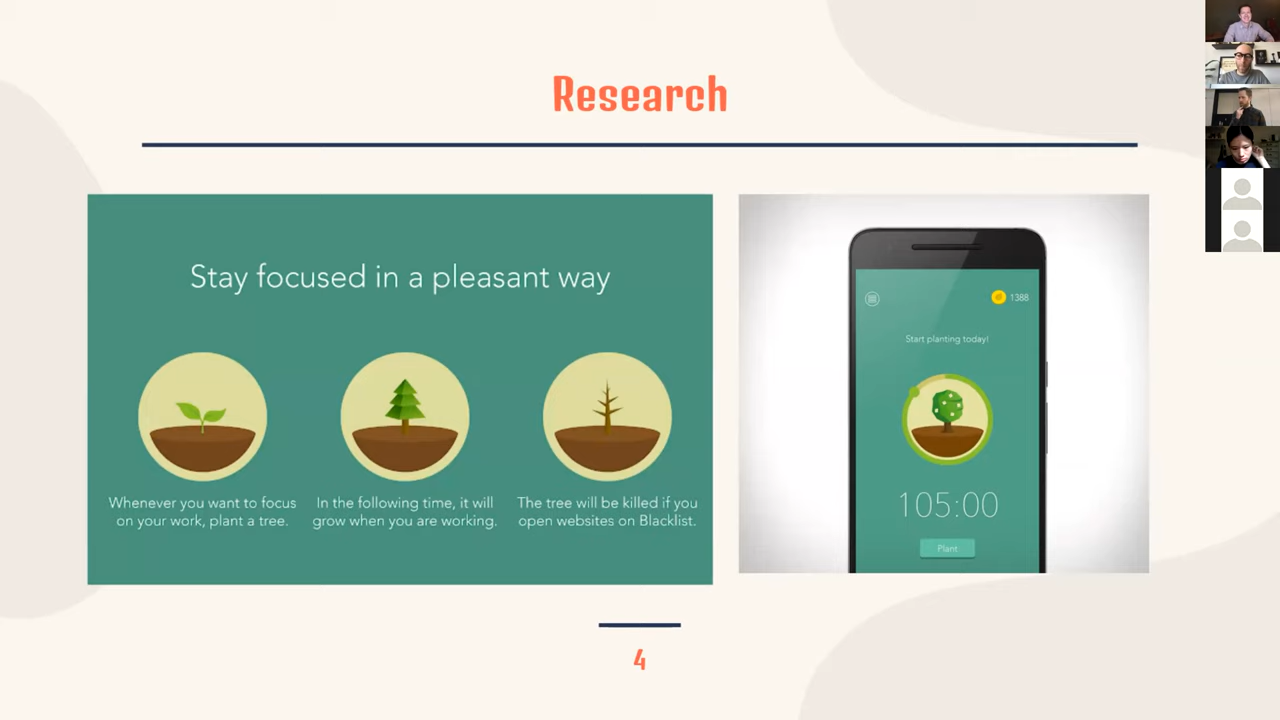 Research
Stay focused in a pleasant way
Whenever you want to focus
on your work, plant a tree.
In the following time, it will
grow when you are working.
The tree will be killed if you
open websites on Blacklist.
1388
Start planting today!
105:00
Plant
4